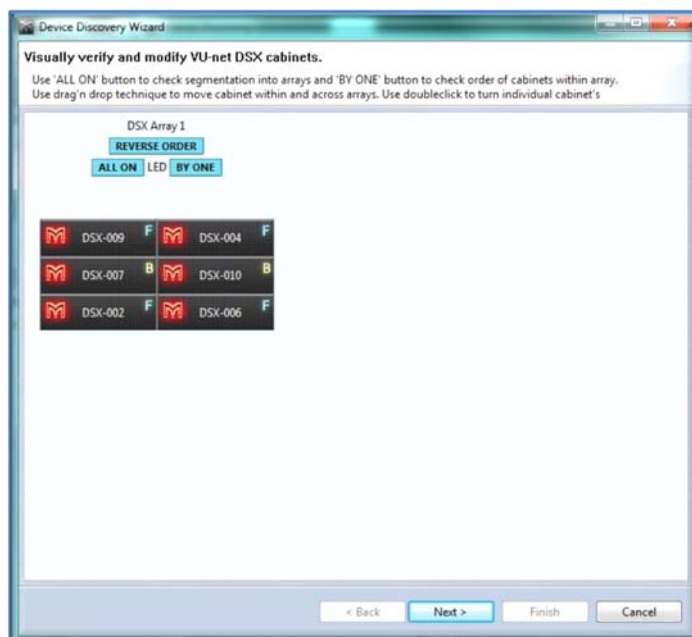 Device Discovery Wizard
Visually verify and modify VU-net DSX cabinets.
Use 'ALL ON' button to check segmentation into arrays and 'BY ONE' button to check order of cabinets within array.
Use drag'n drop technique to move cabinet within and across arrays. Use doubleclick to turn individual cabinet's
DSX Array 1
REVERSE ORDER
ALL ON LED BY ONE
DSX-009 F DSX-004 F
DSX-007 B DSX-010 B
DSX-002 F DSX-006 F
< Back Next > Finish Cancel